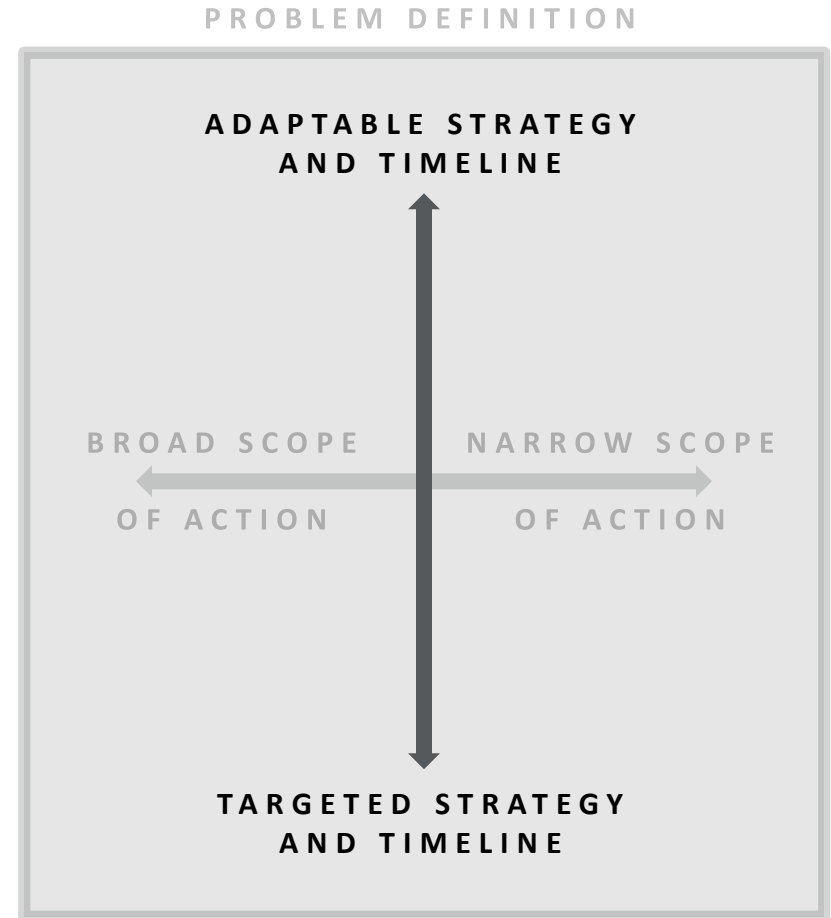 PROBLEM DEFINITION
ADAPTABLE STRATEGY
AND TIMELINE
BROAD SCOPE
OF ACTION
NARROW SCOPE
OF ACTION
TARGETED STRATEGY
AND TIMELINE